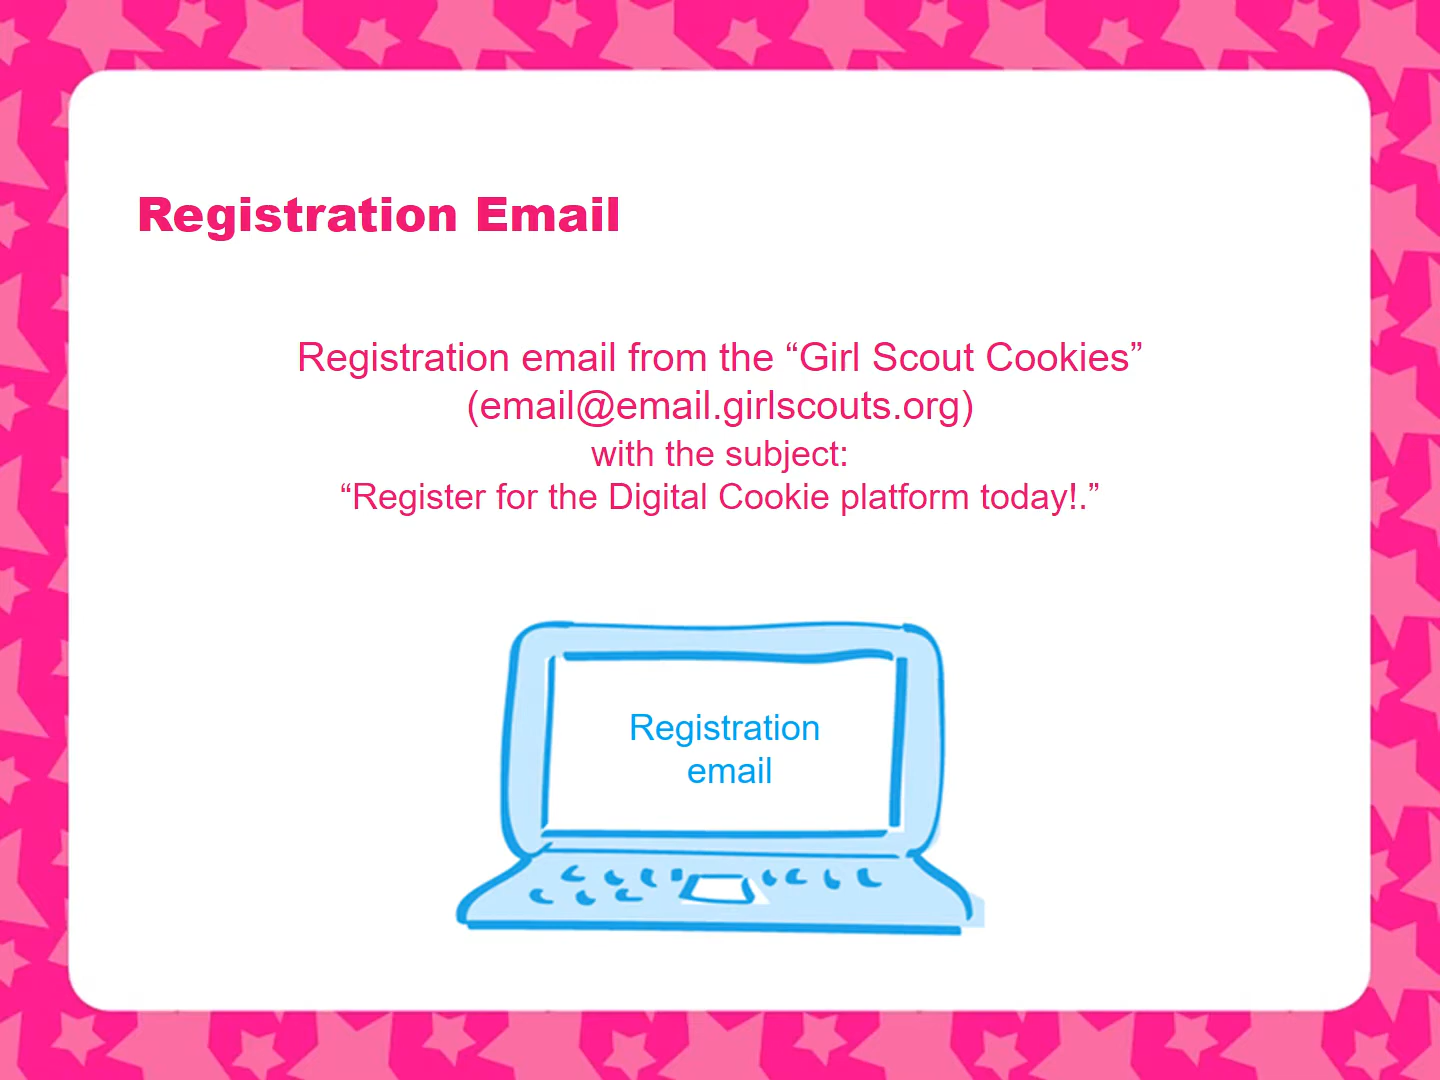 Registration Email
Registration email from the “Girl Scout Cookies”
(email@email.girlscouts.org)
with the subject:
“Register for the Digital Cookie platform today!.”
Registration
email